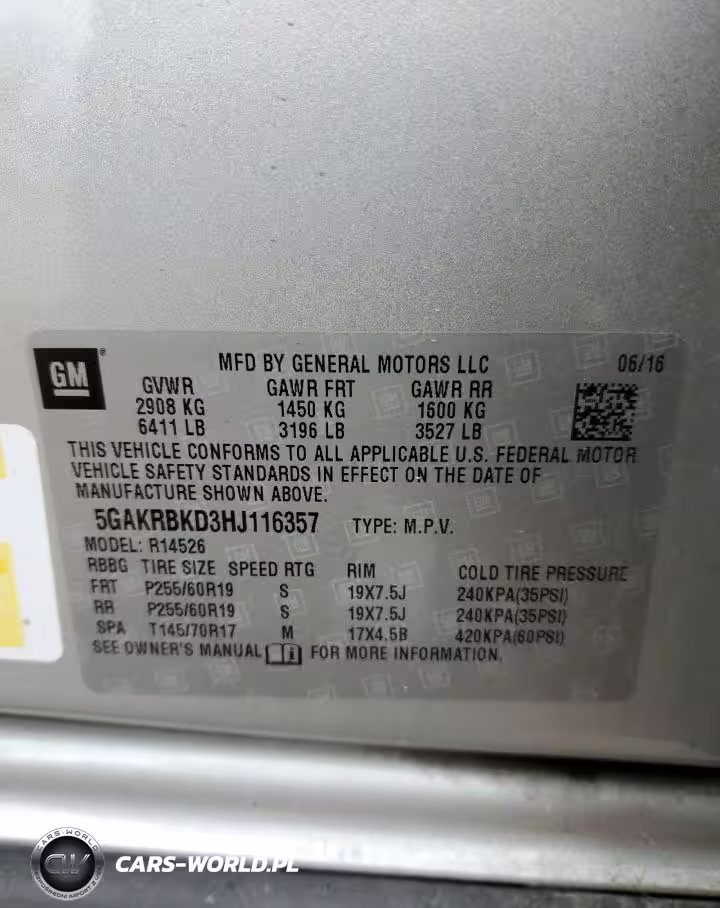 GM
MFD BY GENERAL MOTORS LLC 06/16
GVWR GAWR FRT GAWR RR
2908 KG 1450 KG 1600 KG
6411 LB 3196 LB 3527 LB
THIS VEHICLE CONFORMS TO ALL APPLICABLE U.S. FEDERAL MOTOR
VEHICLE SAFETY STANDARDS IN EFFECT ON THE DATE OF
MANUFACTURE SHOWN ABOVE.
5GAKRBKD3HJ116357 TYPE: M.P.V.
MODEL: R14526
RBBG TIRE SIZE SPEED RTG RIM COLD TIRE PRESSURE
FRT P255/60R19 S 19X7.5J 240KPA(35PSI)
RR P255/60R19 S 19X7.5J 240KPA(35PSI)
SPA T145/70R17 M 17X4.5B 420KPA(60PSI)
SEE OWNER'S MANUAL FOR MORE INFORMATION.
CARS-WORLD
CW
CARS-WORLD.PL